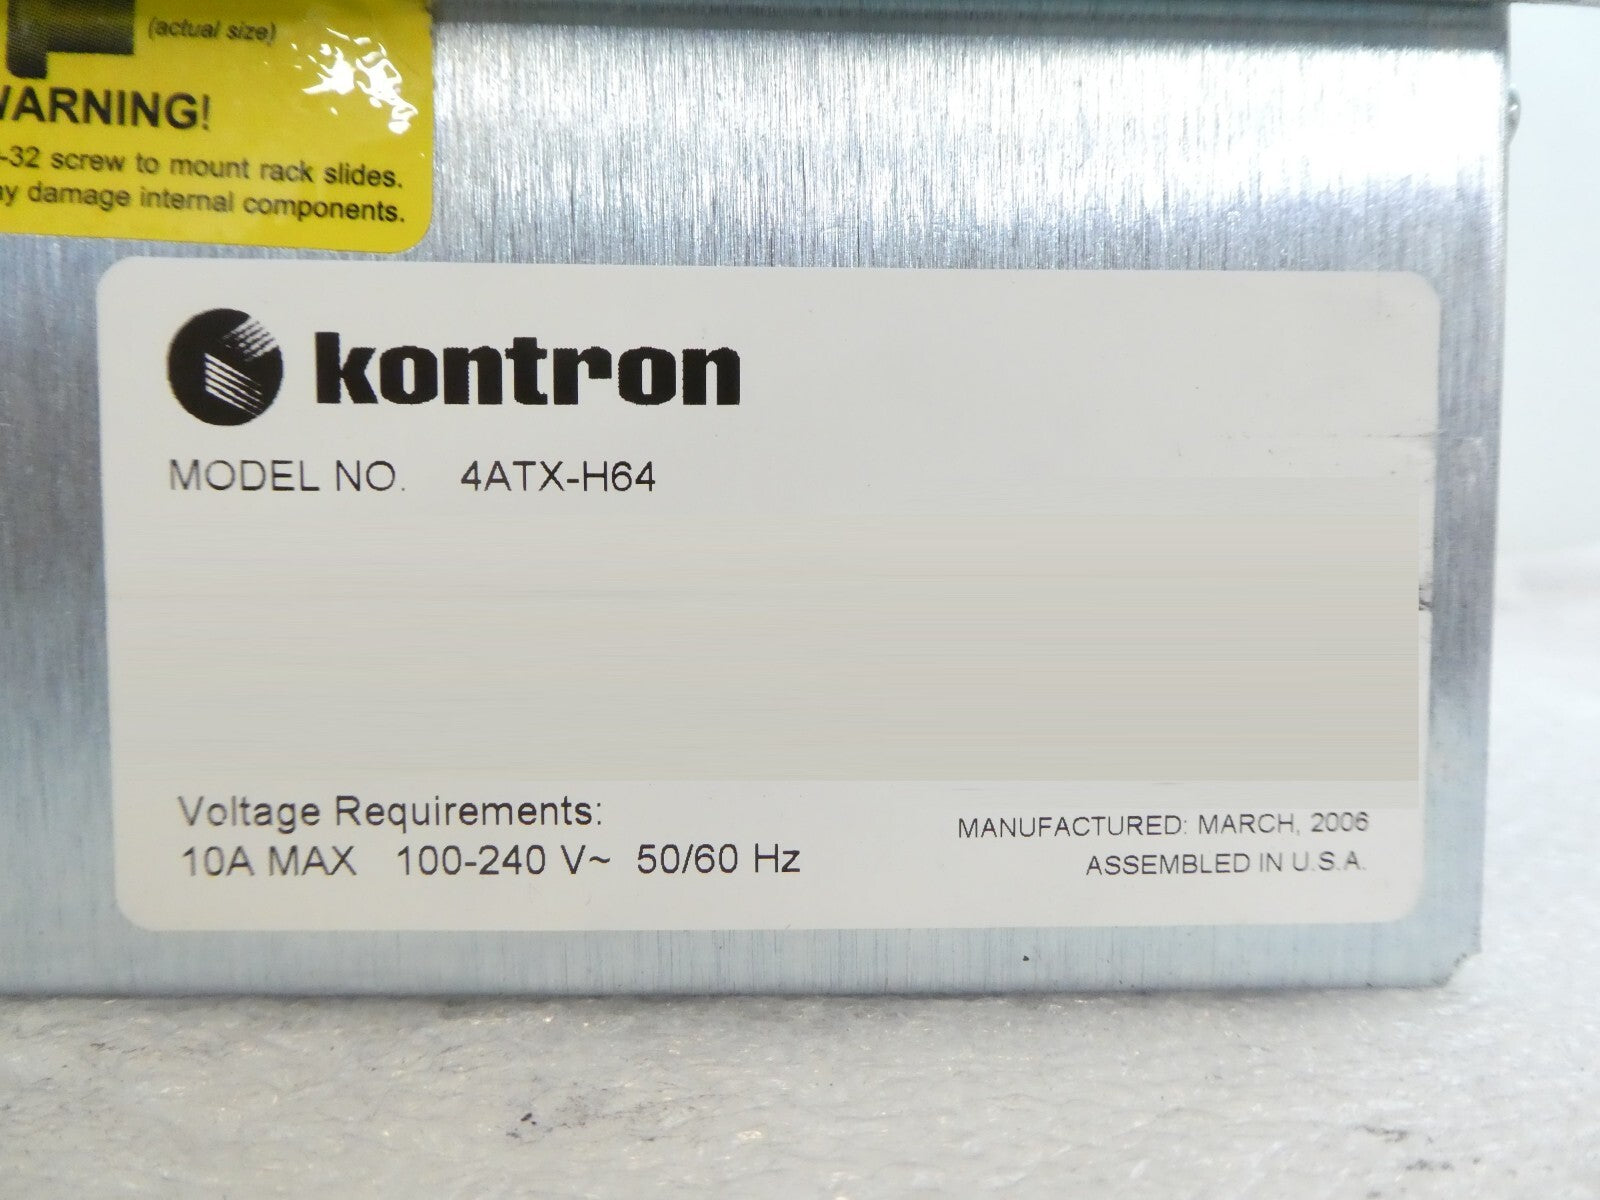 (actual size)
WARNING!
-32 screw to mount rack slides.
damage internal components.
kontron
MODEL NO. 4ATX-H64
Voltage Requirements:
10A MAX 100-240 V~ 50/60 Hz
MANUFACTURED: MARCH, 2006
ASSEMBLED IN U.S.A.